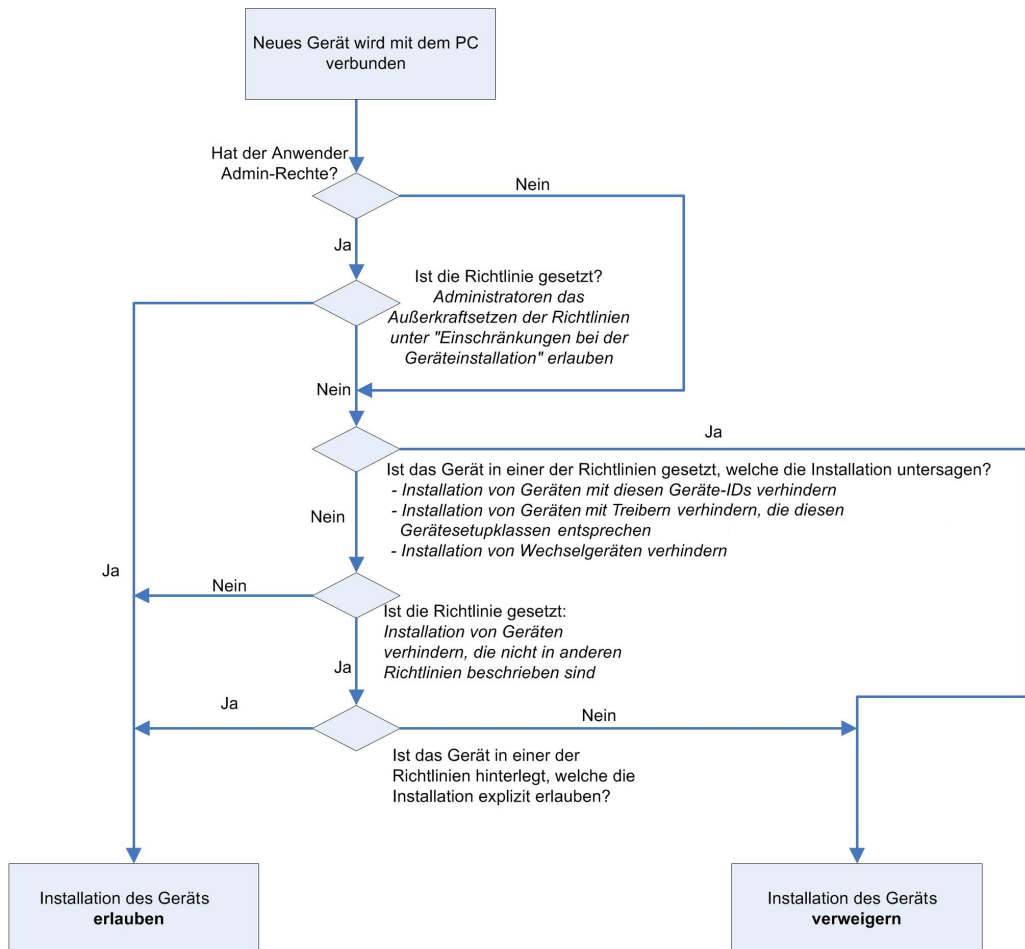 Neues Gerät wird mit dem PC
verbunden
Hat der Anwender
Admin-Rechte?
Nein
Ja
Ist die Richtlinie gesetzt?
Administratoren das
Außerkraftsetzen der Richtlinien
unter "Einschränkungen bei der
Geräteinstallation" erlauben
Nein
Ja
Ist das Gerät in einer der Richtlinien gesetzt, welche die Installation untersagen?
- Installation von Geräten mit diesen Geräte-IDs verhindern
- Installation von Geräten mit Treibern verhindern, die diesen
Gerätesetupklassen entsprechen
- Installation von Wechselgeräten verhindern
Nein
Ja
Nein
Ist die Richtlinie gesetzt:
Installation von Geräten
verhindern, die nicht in anderen
Richtlinien beschrieben sind
Ja
Ja
Nein
Ist das Gerät in einer der
Richtlinien hinterlegt, welche die
Installation explizit erlauben?
Installation des Geräts
erlauben
Installation des Geräts
verweigern